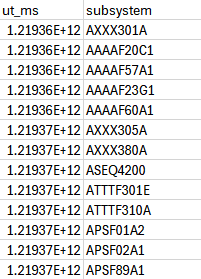 ut_ms subsystem
1.21936E+12 AXXX301A
1.21936E+12 AAAAF20C1
1.21936E+12 AAAAF57A1
1.21936E+12 AAAAF23G1
1.21936E+12 AAAAF60A1
1.21937E+12 AXXX305A
1.21937E+12 AXXX380A
1.21937E+12 ASEQ4200
1.21937E+12 ATTTF301E
1.21937E+12 ATTTF310A
1.21937E+12 APSF01A2
1.21937E+12 APSF02A1
1.21937E+12 APSF89A1